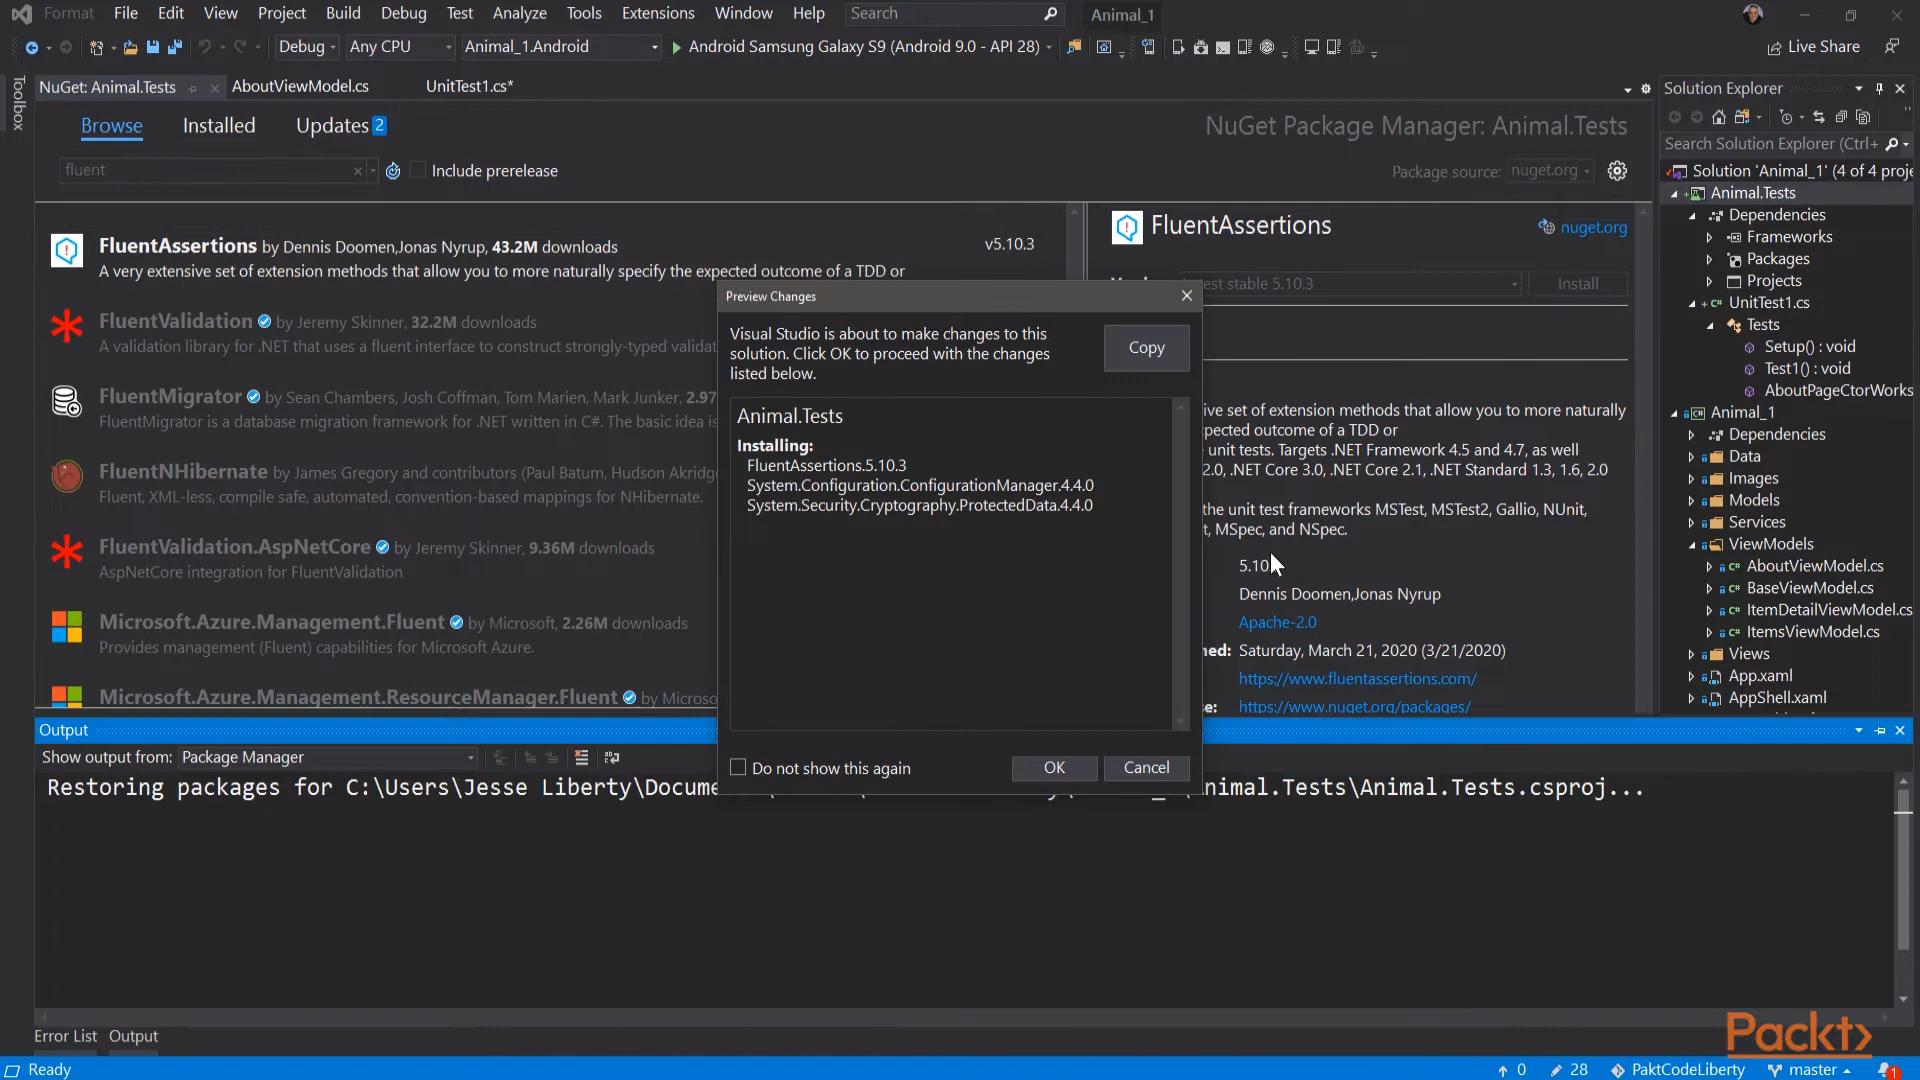 Format File Edit View Project Build Debug Test Analyze Tools Extensions Window Help Search Animal_1
Debug Any CPU Animal_1.Android Android Samsung Galaxy S9 (Android 9.0 - API 28) Live Share
Toolbox
NuGet: Animal.Tests AboutViewModel.cs UnitTest1.cs*
Browse Installed Updates 2
NuGet Package Manager: Animal.Tests
fluent Include prerelease Package source: nuget.org
FluentAssertions by Dennis Doomen,Jonas Nyrup, 43.2M downloads v5.10.3
A very extensive set of extension methods that allow you to more naturally specify the expected outcome of a TDD or
FluentValidation by Jeremy Skinner, 32.2M downloads
A validation library for .NET that uses a fluent interface to construct strongly-typed validat
FluentMigrator by Sean Chambers, Josh Coffman, Tom Marien, Mark Junker, 2.97
FluentMigrator is a database migration framework for .NET written in C#. The basic idea is
FluentNHibernate by James Gregory and contributors (Paul Batum, Hudson Akridg
Fluent, XML-less, compile safe, automated, convention-based mappings for NHibernate.
FluentValidation.AspNetCore by Jeremy Skinner, 9.36M downloads
AspNetCore integration for FluentValidation
Microsoft.Azure.Management.Fluent by Microsoft, 2.26M downloads
Provides management (Fluent) capabilities for Microsoft Azure.
Microsoft.Azure.Management.ResourceManager.Fluent by Microso
FluentAssertions nuget.org
est stable 5.10.3 Install
ive set of extension methods that allow you to more naturally
pected outcome of a TDD or
unit tests. Targets .NET Framework 4.5 and 4.7, as well
2.0, .NET Core 3.0, .NET Core 2.1, .NET Standard 1.3, 1.6, 2.0
the unit test frameworks MSTest, MSTest2, Gallio, NUnit,
t, MSpec, and NSpec.
5.10
Dennis Doomen,Jonas Nyrup
Apache-2.0
hed: Saturday, March 21, 2020 (3/21/2020)
https://www.fluentassertions.com/
se: https://www.nuget.org/packages/
Preview Changes
Visual Studio is about to make changes to this
solution. Click OK to proceed with the changes
listed below.
Copy
Animal.Tests
Installing:
FluentAssertions.5.10.3
System.Configuration.ConfigurationManager.4.4.0
System.Security.Cryptography.ProtectedData.4.4.0
Do not show this again OK Cancel
Solution Explorer
Search Solution Explorer (Ctrl+
Solution 'Animal_1' (4 of 4 proje
Animal.Tests
Dependencies
Frameworks
Packages
Projects
UnitTest1.cs
Tests
Setup() : void
Test1() : void
AboutPageCtorWorks
Animal_1
Dependencies
Data
Images
Models
Services
ViewModels
AboutViewModel.cs
BaseViewModel.cs
ItemDetailViewModel.cs
ItemsViewModel.cs
Views
App.xaml
AppShell.xaml
Output
Show output from: Package Manager
Restoring packages for C:\Users\Jesse Liberty\Docume \Animal.Tests\Animal.Tests.csproj...
Error List Output
Packt>
Ready 0 28 PaktCodeLiberty master 1